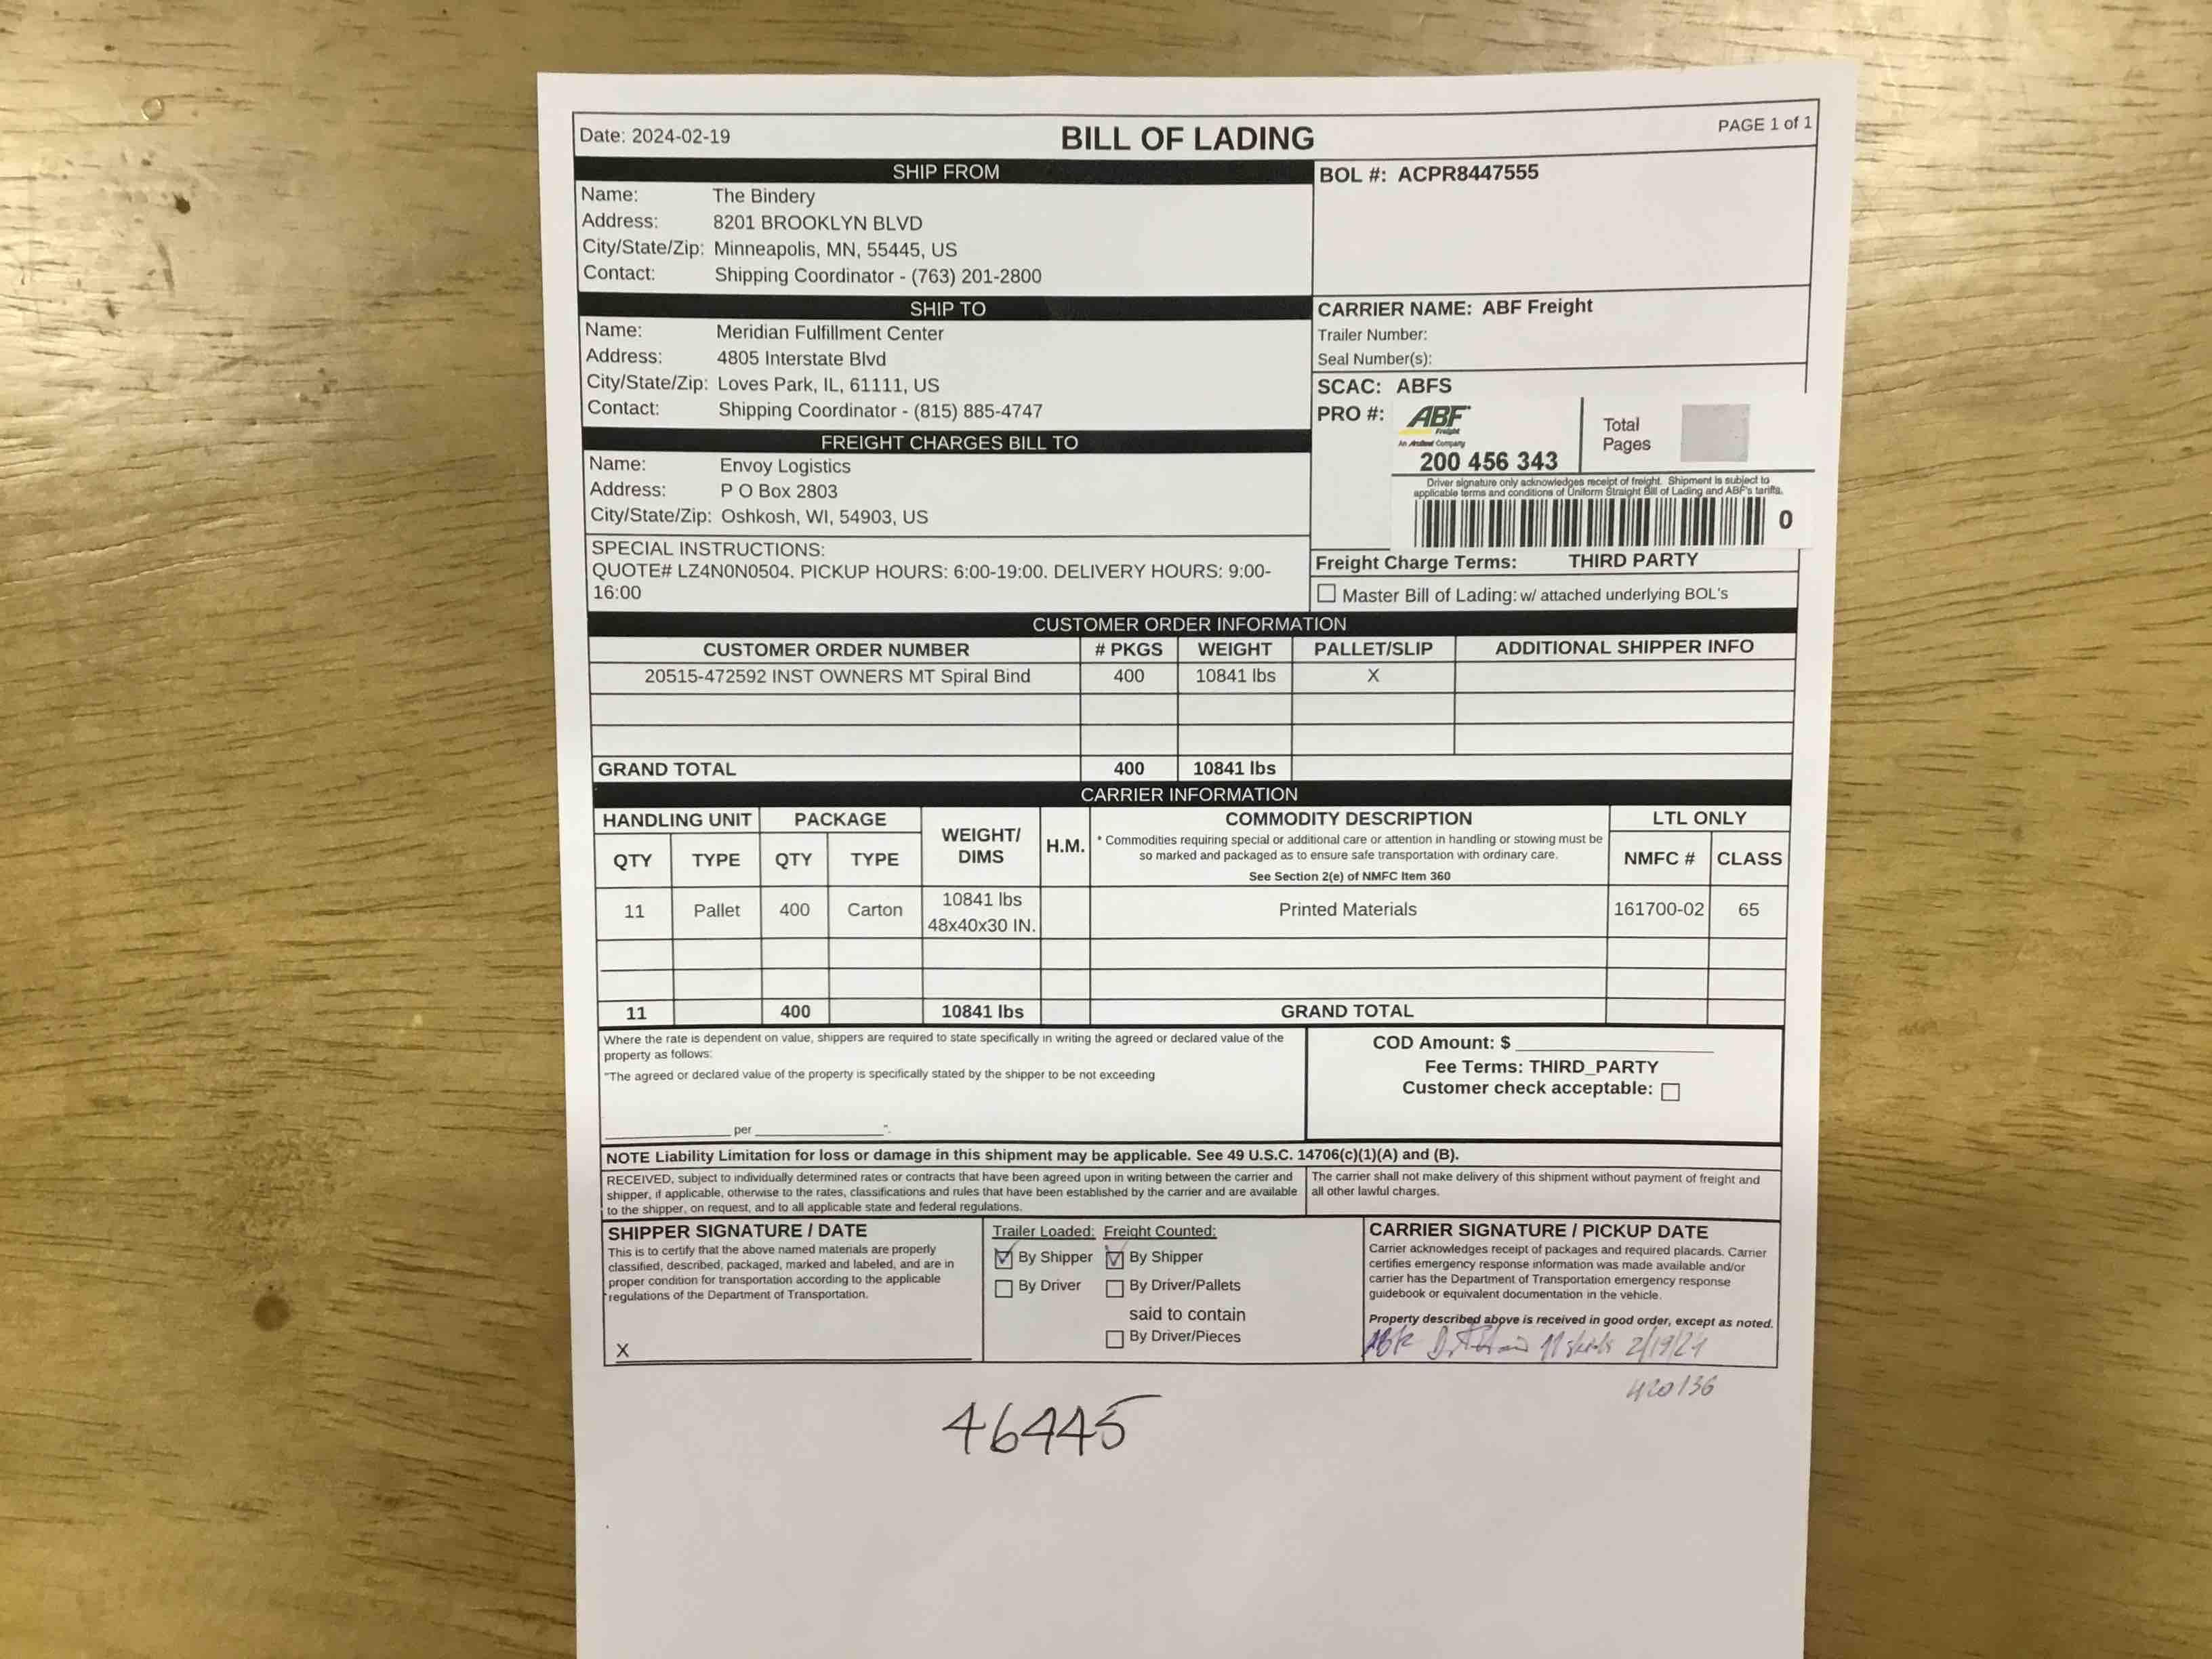 Date: 2024-02-19
BILL OF LADING
PAGE 1 of 1
SHIP FROM
Name: The Bindery
Address: 8201 BROOKLYN BLVD
City/State/Zip: Minneapolis, MN, 55445, US
Contact: Shipping Coordinator - (763) 201-2800
BOL #: ACPR8447555
SHIP TO
Name: Meridian Fulfillment Center
Address: 4805 Interstate Blvd
City/State/Zip: Loves Park, IL, 61111, US
Contact: Shipping Coordinator - (815) 885-4747
CARRIER NAME: ABF Freight
Trailer Number:
Seal Number(s):
SCAC: ABFS
PRO #:
ABF
Freight
An ArcBest Company
200 456 343
Total
Pages
Driver signature only acknowledges receipt of freight. Shipment is subject to
applicable terms and conditions of Uniform Straight Bill of Lading and ABF's tariffs.
0
FREIGHT CHARGES BILL TO
Name: Envoy Logistics
Address: P O Box 2803
City/State/Zip: Oshkosh, WI, 54903, US
SPECIAL INSTRUCTIONS:
QUOTE# LZ4N0N0504. PICKUP HOURS: 6:00-19:00. DELIVERY HOURS: 9:00-
16:00
Freight Charge Terms: THIRD PARTY
Master Bill of Lading: w/ attached underlying BOL's
CUSTOMER ORDER INFORMATION
CUSTOMER ORDER NUMBER # PKGS WEIGHT PALLET/SLIP ADDITIONAL SHIPPER INFO
20515-472592 INST OWNERS MT Spiral Bind 400 10841 lbs X
GRAND TOTAL 400 10841 lbs
CARRIER INFORMATION
HANDLING UNIT PACKAGE WEIGHT/ DIMS H.M. COMMODITY DESCRIPTION LTL ONLY
* Commodities requiring special or additional care or attention in handling or stowing must be
so marked and packaged as to ensure safe transportation with ordinary care.
See Section 2(e) of NMFC Item 360
QTY TYPE QTY TYPE NMFC # CLASS
11 Pallet 400 Carton 10841 lbs Printed Materials 161700-02 65
48x40x30 IN.
11 400 10841 lbs GRAND TOTAL
Where the rate is dependent on value, shippers are required to state specifically in writing the agreed or declared value of the
property as follows:
"The agreed or declared value of the property is specifically stated by the shipper to be not exceeding
per ".
COD Amount: $
Fee Terms: THIRD_PARTY
Customer check acceptable:
NOTE Liability Limitation for loss or damage in this shipment may be applicable. See 49 U.S.C. 14706(c)(1)(A) and (B).
RECEIVED, subject to individually determined rates or contracts that have been agreed upon in writing between the carrier and
shipper, if applicable, otherwise to the rates, classifications and rules that have been established by the carrier and are available
to the shipper, on request, and to all applicable state and federal regulations.
The carrier shall not make delivery of this shipment without payment of freight and
all other lawful charges.
SHIPPER SIGNATURE / DATE
This is to certify that the above named materials are properly
classified, described, packaged, marked and labeled, and are in
proper condition for transportation according to the applicable
regulations of the Department of Transportation.
X
Trailer Loaded: Freight Counted:
By Shipper By Shipper
By Driver By Driver/Pallets
said to contain
By Driver/Pieces
CARRIER SIGNATURE / PICKUP DATE
Carrier acknowledges receipt of packages and required placards. Carrier
certifies emergency response information was made available and/or
carrier has the Department of Transportation emergency response
guidebook or equivalent documentation in the vehicle.
Property described above is received in good order, except as noted.
11 skids 2/19/24
420136
46445